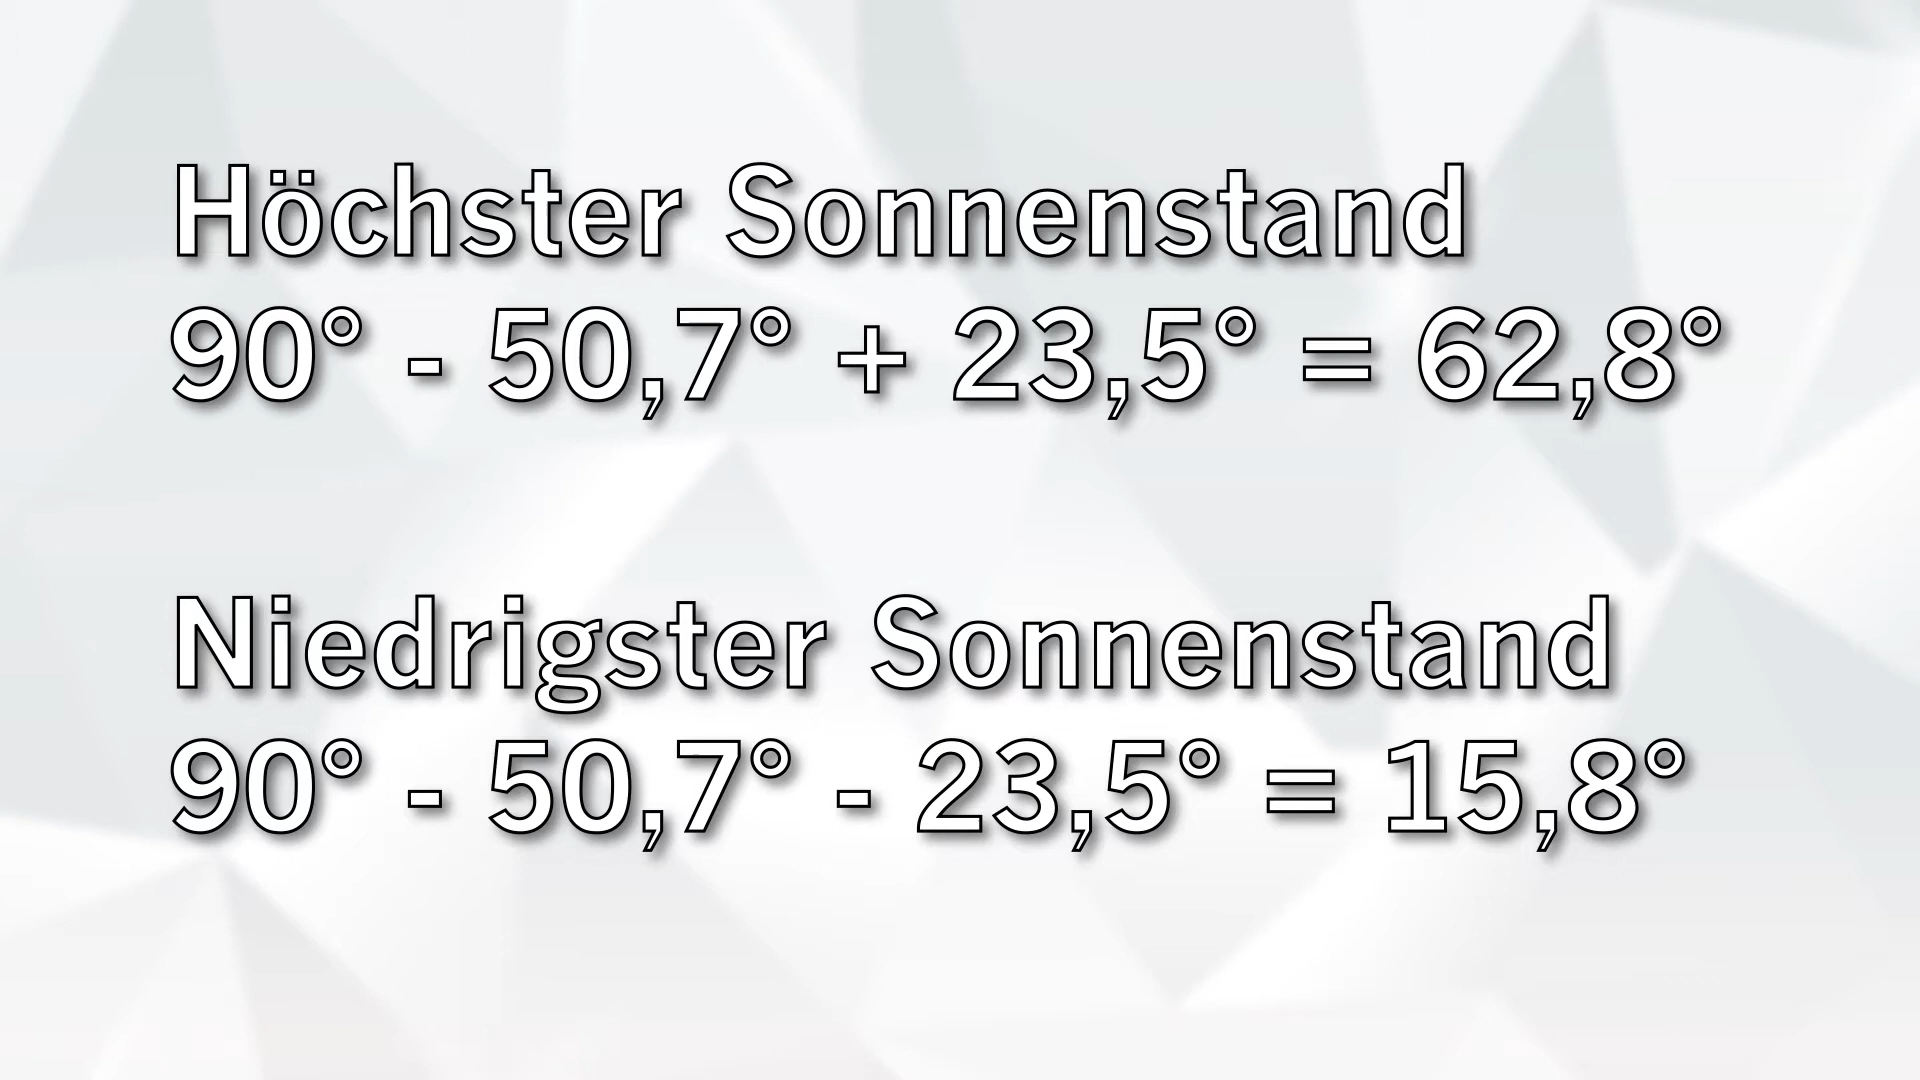 Höchster Sonnenstand
90° - 50,7° + 23,5° = 62,8°
Niedrigster Sonnenstand
90° - 50,7° - 23,5° = 15,8°